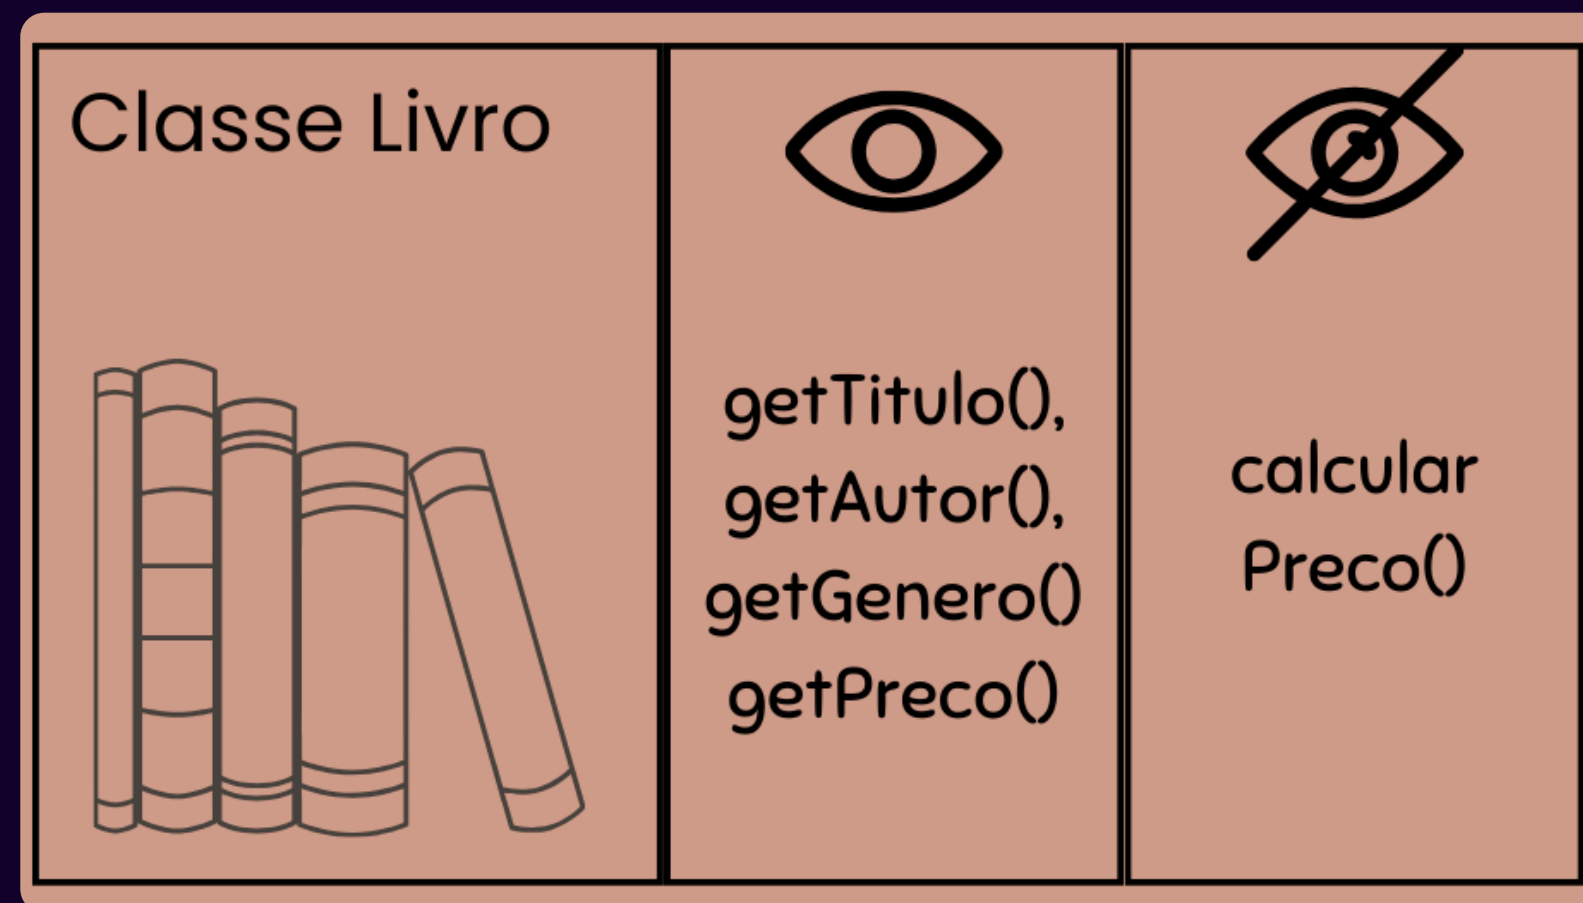 Classe Livro
getTitulo(),
getAutor(),
getGenero()
getPreco()
calcular
Preco()